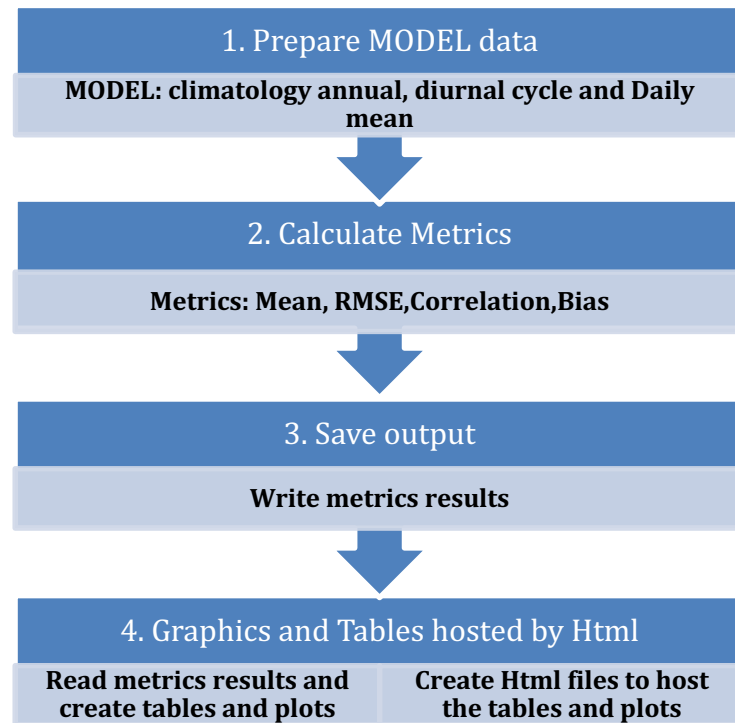 1. Prepare MODEL data
MODEL: climatology annual, diurnal cycle and Daily
mean
2. Calculate Metrics
Metrics: Mean, RMSE,Correlation,Bias
3. Save output
Write metrics results
4. Graphics and Tables hosted by Html
Read metrics results and
create tables and plots
Create Html files to host
the tables and plots